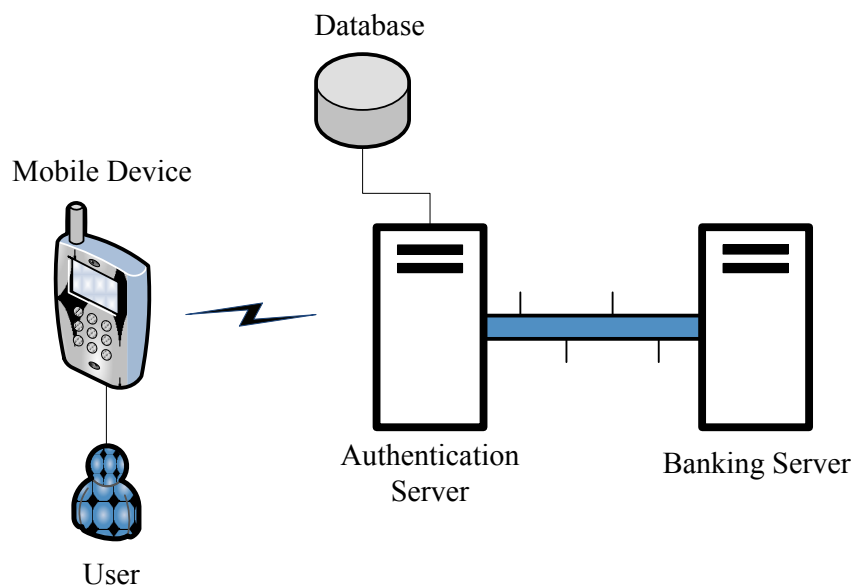 Database
Mobile Device
Authentication
Server
Banking Server
User